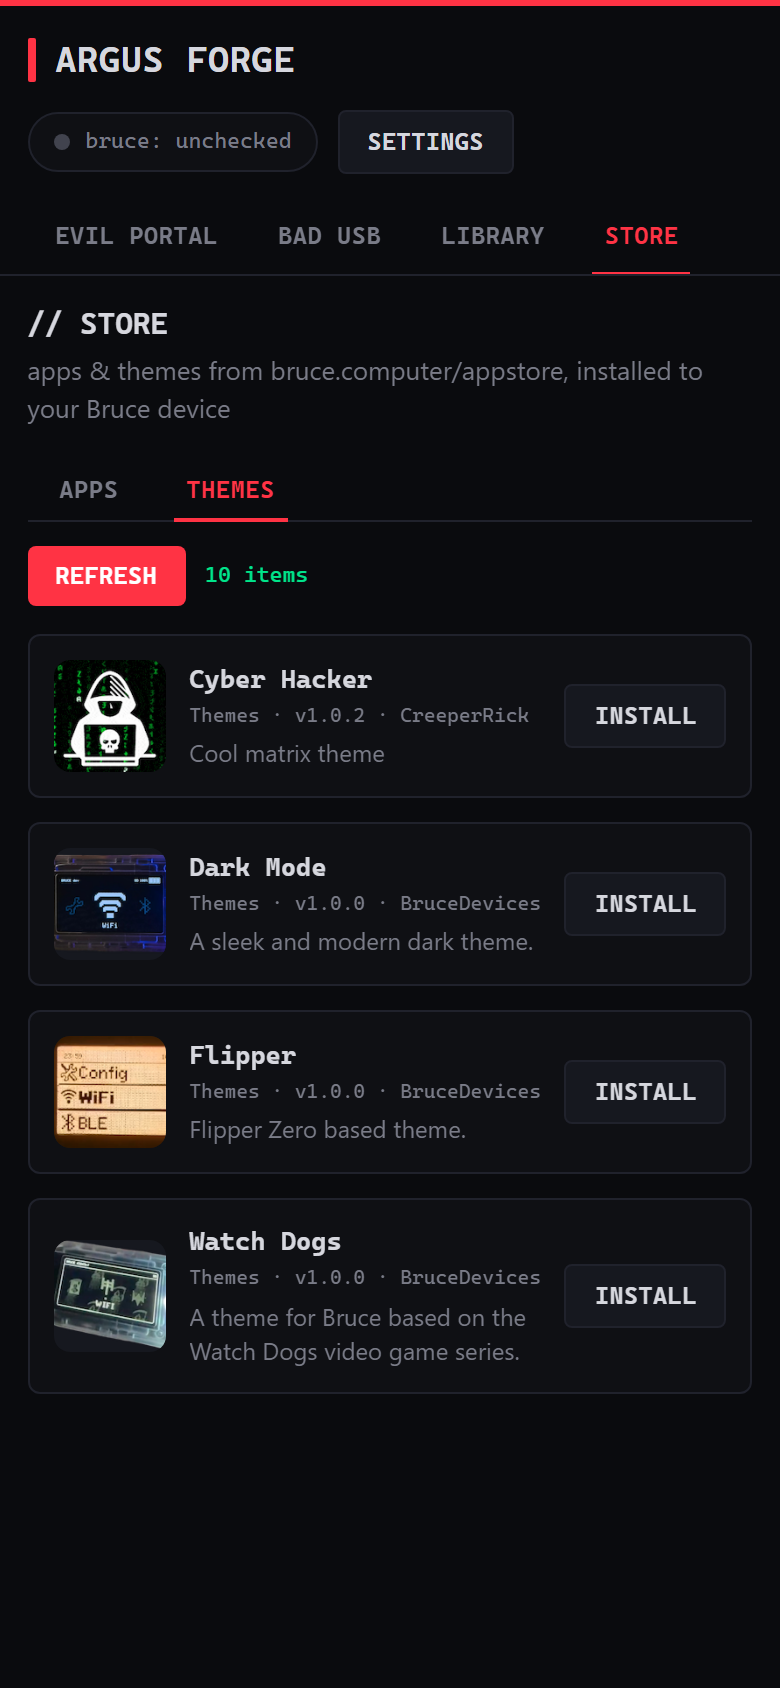 ARGUS FORGE
bruce: unchecked
SETTINGS
EVIL PORTAL
BAD USB
LIBRARY
STORE
// STORE
apps & themes from bruce.computer/appstore, installed to
your Bruce device
APPS
THEMES
REFRESH
10 items
Cyber Hacker
Themes · v1.0.2 · CreeperRick
Cool matrix theme
INSTALL
WiFi
Dark Mode
Themes · v1.0.0 · BruceDevices
A sleek and modern dark theme.
INSTALL
Config
WiFi
BLE
Flipper
Themes · v1.0.0 · BruceDevices
Flipper Zero based theme.
INSTALL
WiFi
Watch Dogs
Themes · v1.0.0 · BruceDevices
A theme for Bruce based on the
Watch Dogs video game series.
INSTALL